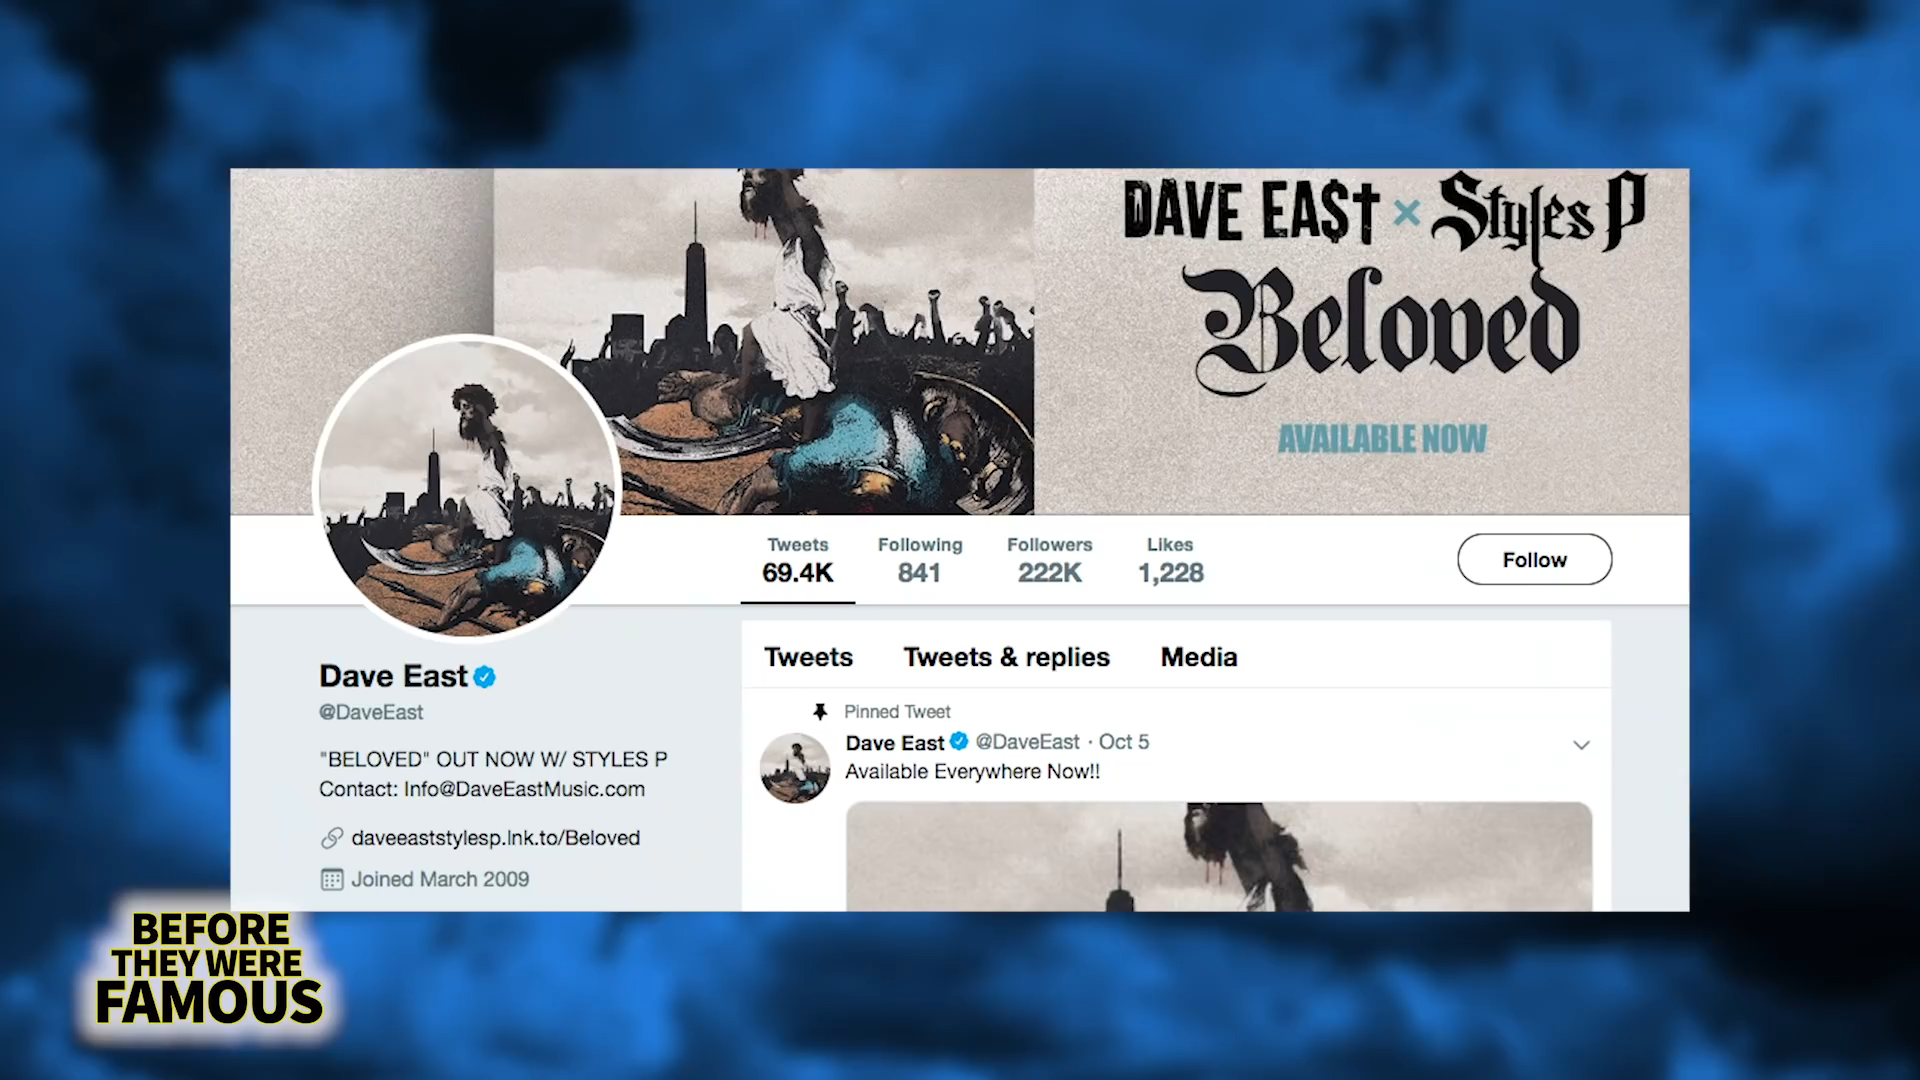 DAVE EA$T × Styles P
Beloved
AVAILABLE NOW
Tweets Following Followers Likes
69.4K 841 222K 1,228
Follow
Dave East
@DaveEast
"BELOVED" OUT NOW W/ STYLES P
Contact: Info@DaveEastMusic.com
daveeaststylesp.lnk.to/Beloved
Joined March 2009
Tweets Tweets & replies Media
Pinned Tweet
Dave East @DaveEast · Oct 5
Available Everywhere Now!!
BEFORE
THEY WERE
FAMOUS